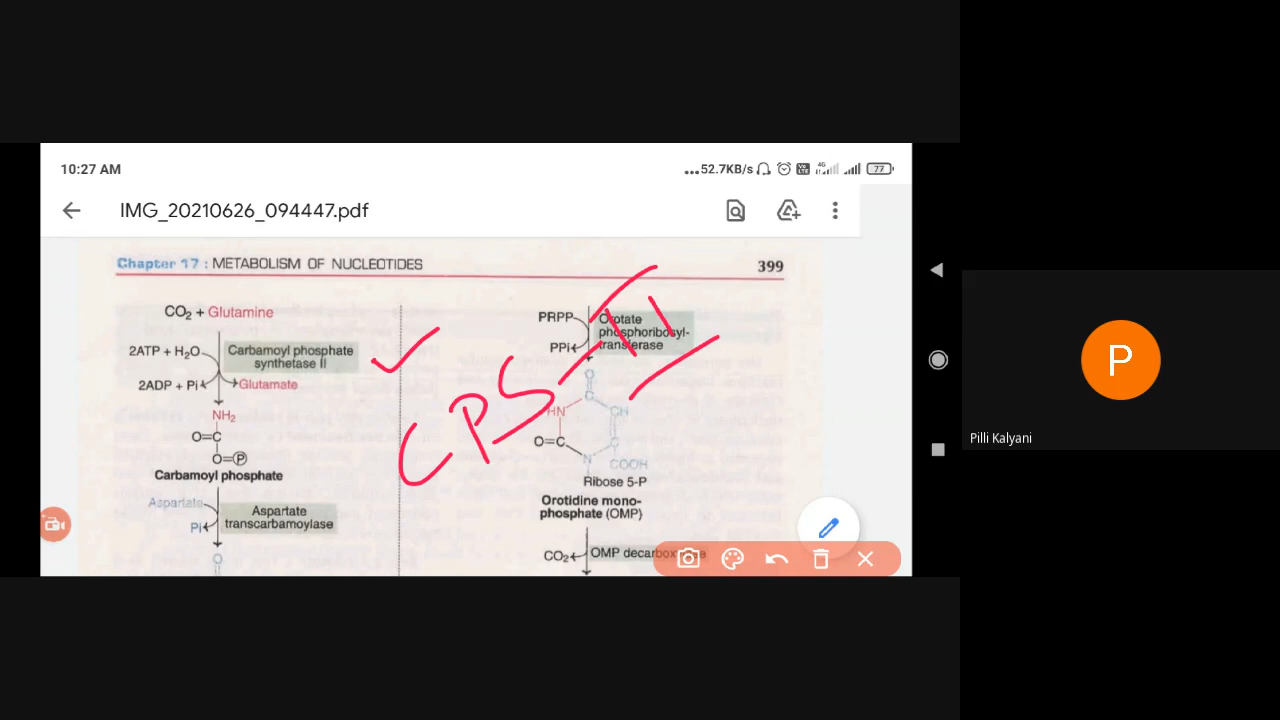 10:27 AM
...52.7KB/s 4G 77
IMG_20210626_094447.pdf
Chapter 17 : METABOLISM OF NUCLEOTIDES 399
CO2 + Glutamine
2ATP + H2O
Carbamoyl phosphate
synthetase II
2ADP + Pi
Glutamate
NH2
O=C
O=P
Carbamoyl phosphate
Aspartate
Pi
Aspartate
transcarbamoylase
O
PRPP
PPi
Orotate
phosphoribosyl-
transferase
O
C
HN
CH
O=C
C
N
COOH
Ribose 5-P
Orotidine mono-
phosphate (OMP)
CO2
OMP decarbox
CPS-II
P
Pilli Kalyani